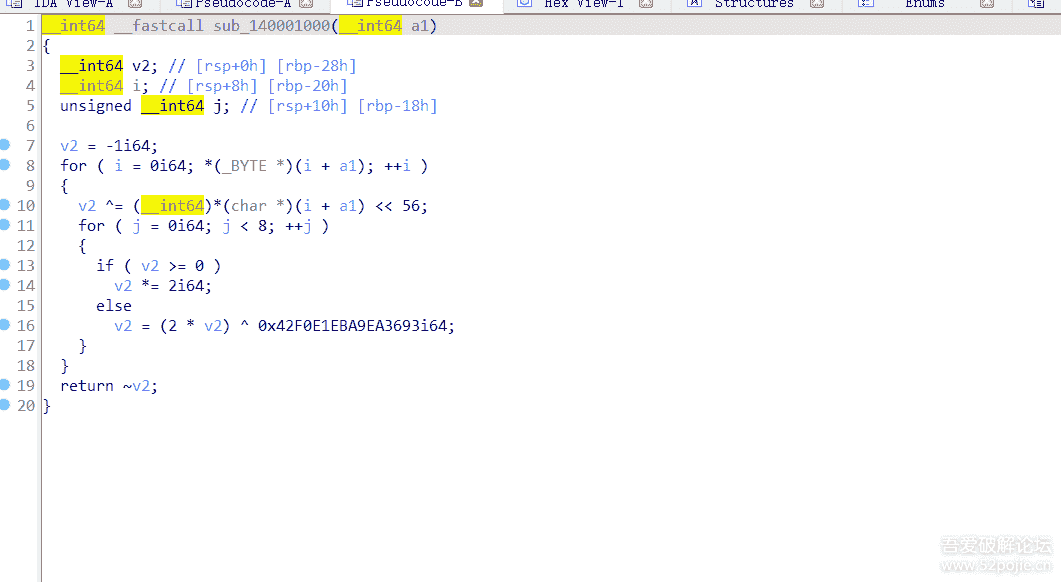 IDA View-A Pseudocode-A Pseudocode-B Hex View-1 Structures Enums
1 __int64 __fastcall sub_140001000(__int64 a1)
2 {
3 __int64 v2; // [rsp+0h] [rbp-28h]
4 __int64 i; // [rsp+8h] [rbp-20h]
5 unsigned __int64 j; // [rsp+10h] [rbp-18h]
6
7 v2 = -1i64;
8 for ( i = 0i64; *(_BYTE *)(i + a1); ++i )
9 {
10 v2 ^= (__int64)*(char *)(i + a1) << 56;
11 for ( j = 0i64; j < 8; ++j )
12 {
13 if ( v2 >= 0 )
14 v2 *= 2i64;
15 else
16 v2 = (2 * v2) ^ 0x42F0E1EBA9EA3693i64;
17 }
18 }
19 return ~v2;
20 }
吾爱破解论坛
www.52pojie.cn